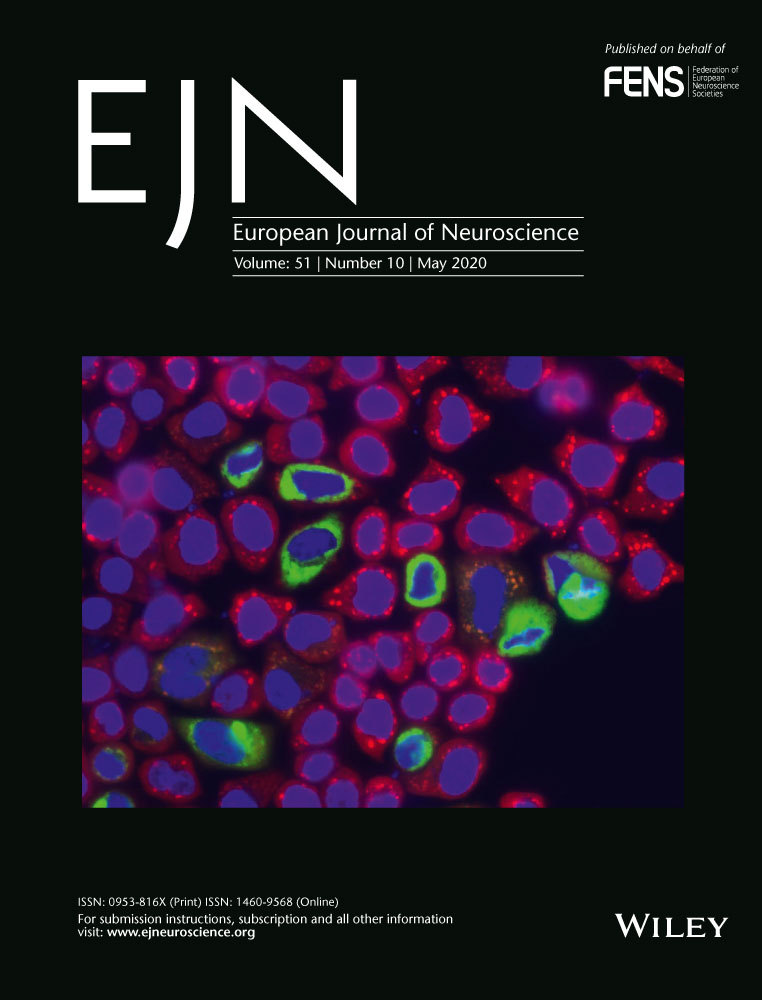 Published on behalf of
FENS
Federation of
European
Neuroscience
Societies
EJN
European Journal of Neuroscience
Volume: 51 | Number 10 | May 2020
ISSN: 0953-816X (Print) ISSN: 1460-9568 (Online)
For submission instructions, subscription and all other information
visit: www.ejneuroscience.org
WILEY